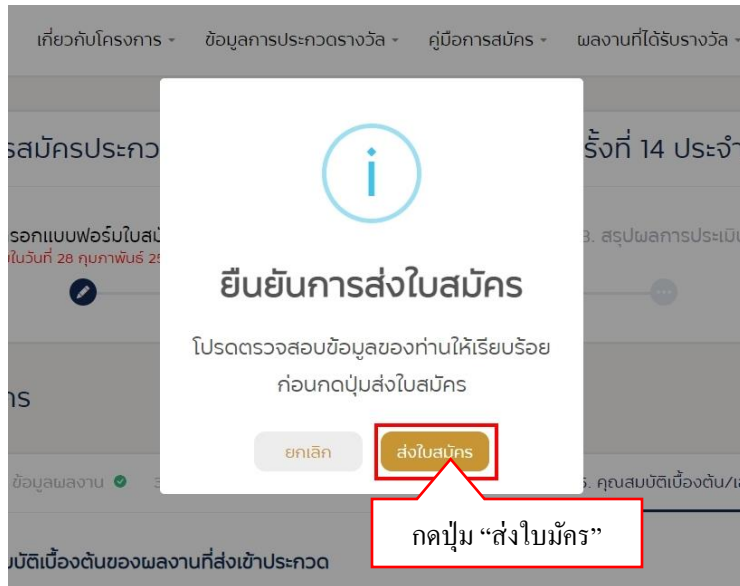 เกี่ยวกับโครงการ ข้อมูลการประกวดรางวัล คู่มือการสมัคร ผลงานที่ได้รับรางวัล
รสมัครประกว รั้งที่ 14 ประจำ
รอกแบบฟอร์มใบสมั 3. สรุปผลการประเมิน
ในวันที่ 28 กุมภาพันธ์ 25
i
ยืนยันการส่งใบสมัคร
โปรดตรวจสอบข้อมูลของท่านให้เรียบร้อย
ก่อนกดปุ่มส่งใบสมัคร
าร
ยกเลิก ส่งใบสมัคร
ข้อมูลผลงาน 3 5. คุณสมบัติเบื้องต้น/เ
กดปุ่ม “ส่งใบมัคร”
มบัติเบื้องต้นของผลงานที่ส่งเข้าประกวด